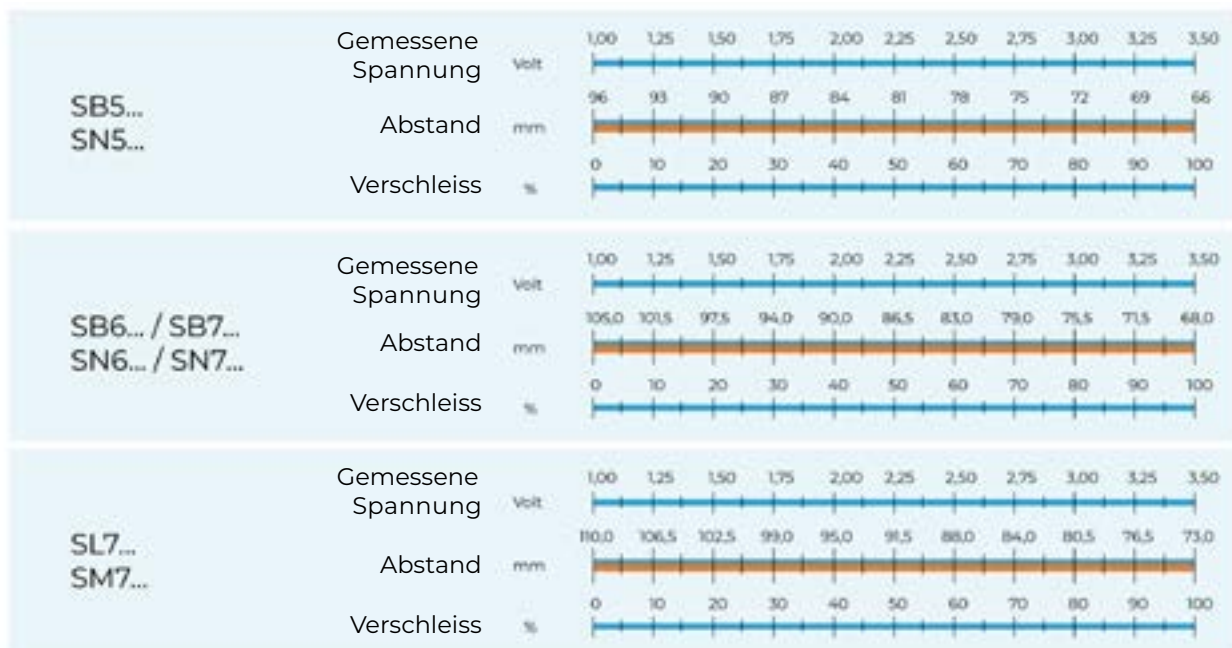 Gemessene
Spannung Volt 1,00 1,25 1,50 1,75 2,00 2,25 2,50 2,75 3,00 3,25 3,50
SB5...
SN5...
Abstand mm 96 93 90 87 84 81 78 75 72 69 66
Verschleiss % 0 10 20 30 40 50 60 70 80 90 100
Gemessene
Spannung Volt 1,00 1,25 1,50 1,75 2,00 2,25 2,50 2,75 3,00 3,25 3,50
SB6... / SB7...
SN6... / SN7...
Abstand mm 105,0 101,5 97,5 94,0 90,0 86,5 83,0 79,0 75,5 71,5 68,0
Verschleiss % 0 10 20 30 40 50 60 70 80 90 100
Gemessene
Spannung Volt 1,00 1,25 1,50 1,75 2,00 2,25 2,50 2,75 3,00 3,25 3,50
SL7...
SM7...
Abstand mm 110,0 106,5 102,5 99,0 95,0 91,5 88,0 84,0 80,5 76,5 73,0
Verschleiss % 0 10 20 30 40 50 60 70 80 90 100